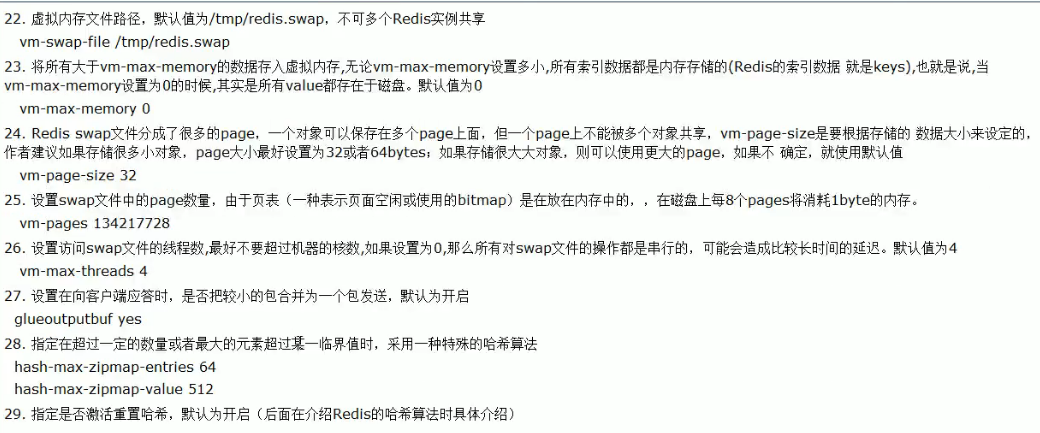 22. 虚拟内存文件路径，默认值为/tmp/redis.swap，不可多个Redis实例共享
vm-swap-file /tmp/redis.swap
23. 将所有大于vm-max-memory的数据存入虚拟内存,无论vm-max-memory设置多小,所有索引数据都是内存存储的(Redis的索引数据 就是keys),也就是说,当
vm-max-memory设置为0的时候,其实是所有value都存在于磁盘。默认值为0
vm-max-memory 0
24. Redis swap文件分成了很多的page，一个对象可以保存在多个page上面，但一个page上不能被多个对象共享，vm-page-size是要根据存储的 数据大小来设定的，
作者建议如果存储很多小对象，page大小最好设置为32或者64bytes；如果存储很大大对象，则可以使用更大的page，如果不 确定，就使用默认值
vm-page-size 32
25. 设置swap文件中的page数量，由于页表（一种表示页面空闲或使用的bitmap）是在放在内存中的，，在磁盘上每8个pages将消耗1byte的内存。
vm-pages 134217728
26. 设置访问swap文件的线程数,最好不要超过机器的核数,如果设置为0,那么所有对swap文件的操作都是串行的，可能会造成比较长时间的延迟。默认值为4
vm-max-threads 4
27. 设置在向客户端应答时，是否把较小的包合并为一个包发送，默认为开启
glueoutputbuf yes
28. 指定在超过一定的数量或者最大的元素超过某一临界值时，采用一种特殊的哈希算法
hash-max-zipmap-entries 64
hash-max-zipmap-value 512
29. 指定是否激活重置哈希，默认为开启（后面在介绍Redis的哈希算法时具体介绍）